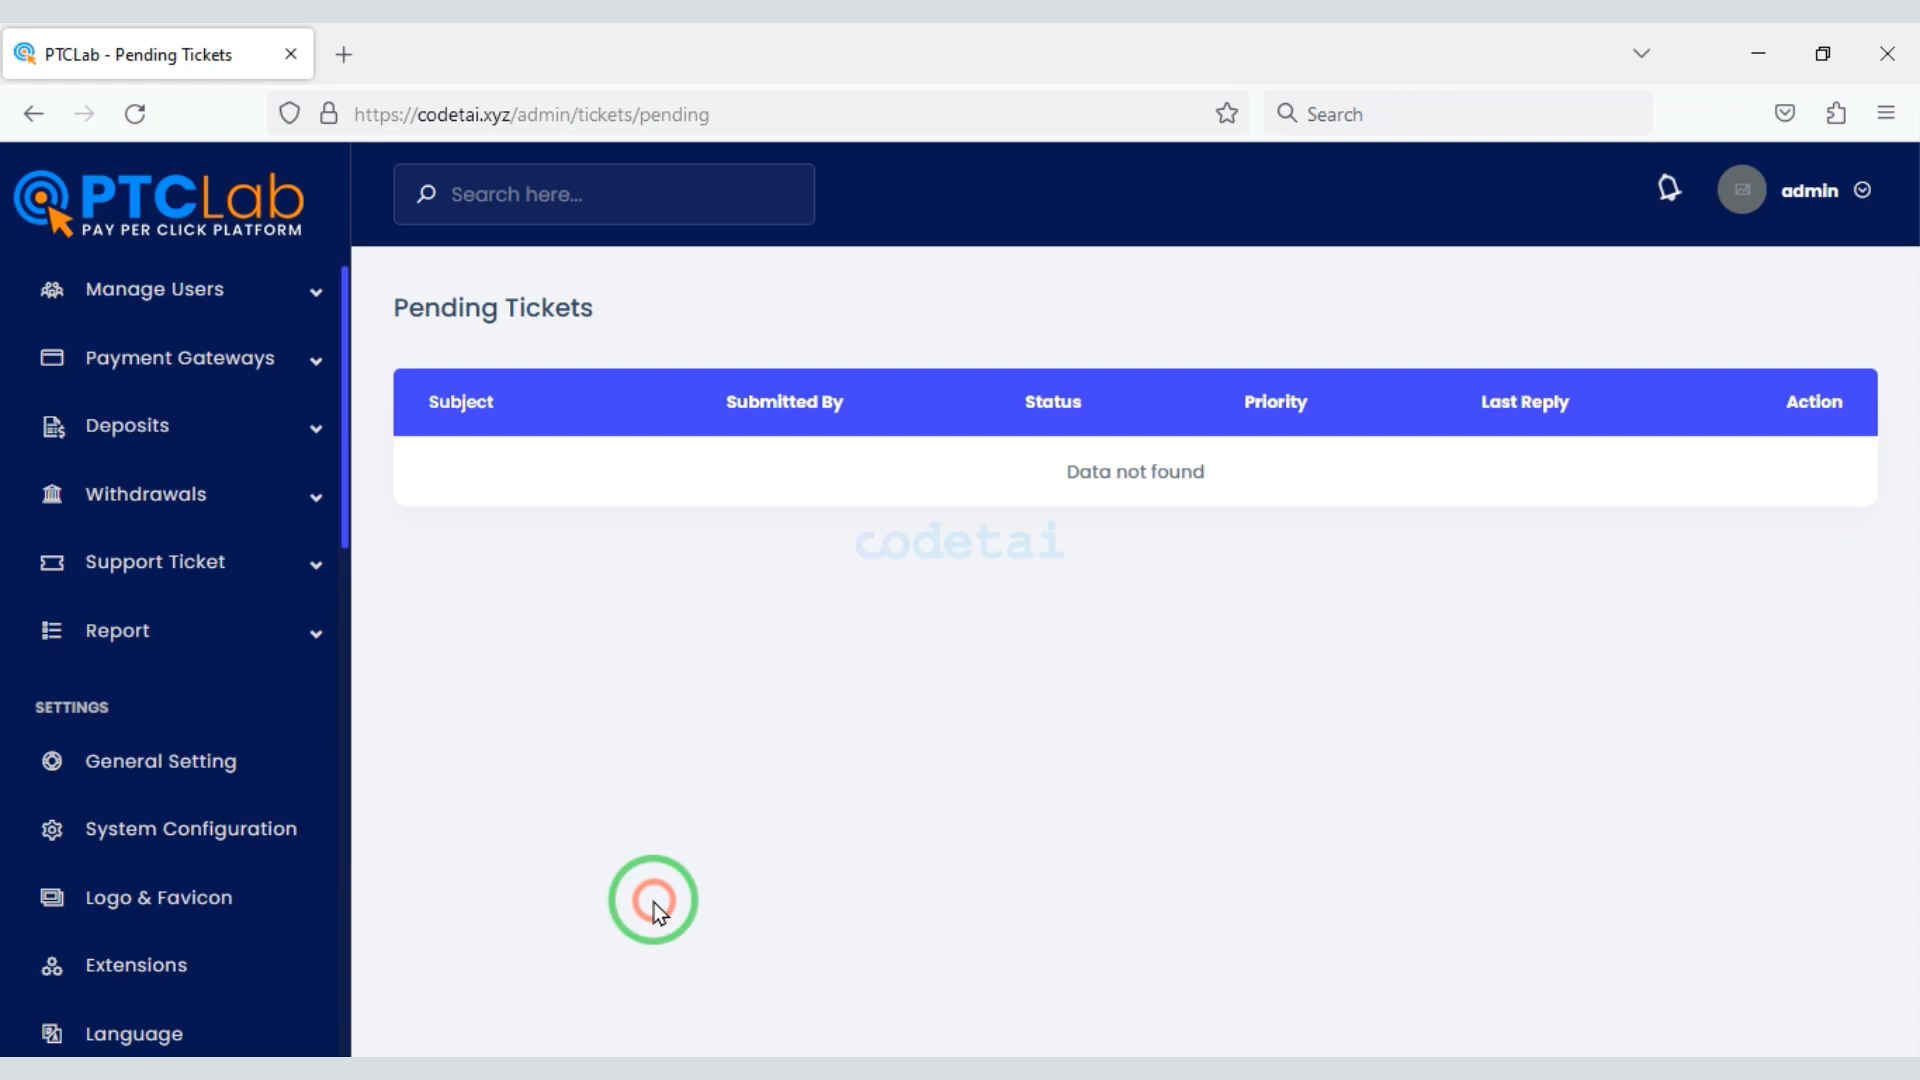 PTCLab - Pending Tickets
https://codetai.xyz/admin/tickets/pending
Search
PTCLab
PAY PER CLICK PLATFORM
Search here...
admin
Manage Users
Payment Gateways
Deposits
Withdrawals
Support Ticket
Report
SETTINGS
General Setting
System Configuration
Logo & Favicon
Extensions
Language
Pending Tickets
Subject Submitted By Status Priority Last Reply Action
Data not found
codetai